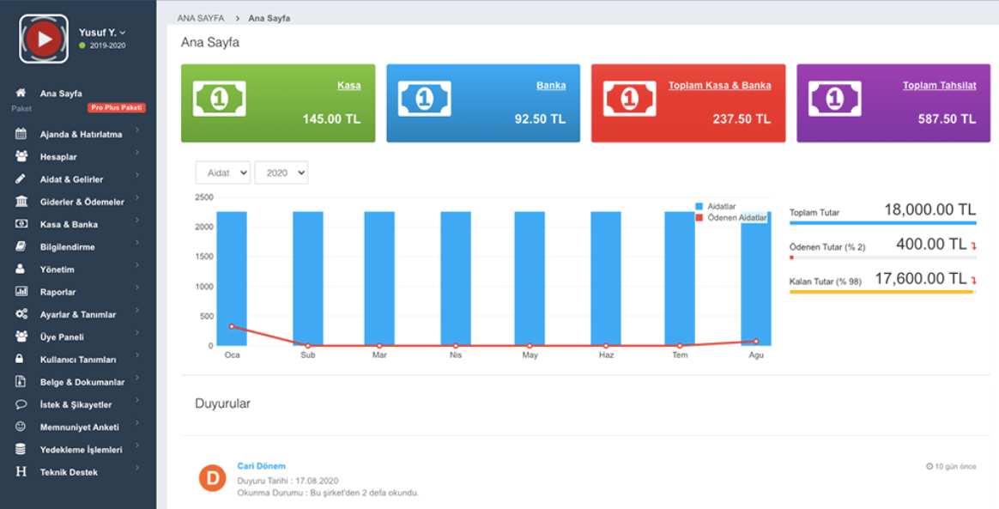 Yusuf Y.
2019-2020
Ana Sayfa
Paket Pro Plus Paketi
Ajanda & Hatırlatma
Hesaplar
Aidat & Gelirler
Giderler & Ödemeler
Kasa & Banka
Bilgilendirme
Yönetim
Raporlar
Ayarlar & Tanımlar
Üye Paneli
Kullanıcı Tanımları
Belge & Dokumanlar
İstek & Şikayetler
Memnuniyet Anketi
Yedekleme İşlemleri
H Teknik Destek
ANA SAYFA > Ana Sayfa
Ana Sayfa
1 Kasa
145.00 TL
1 Banka
92.50 TL
1 Toplam Kasa & Banka
237.50 TL
1 Toplam Tahsilat
587.50 TL
Aidat 2020
2500
2000
1500
1000
500
0
Oca Sub Mar Nis May Haz Tem Agu
Aidatlar
Ödenen Aidatlar
Toplam Tutar 18,000.00 TL
Ödenen Tutar (% 2) 400.00 TL
Kalan Tutar (% 98) 17,600.00 TL
Duyurular
D
Cari Dönem
10 gün önce
Duyuru Tarihi : 17.08.2020
Okunma Durumu : Bu şirket'den 2 defa okundu.